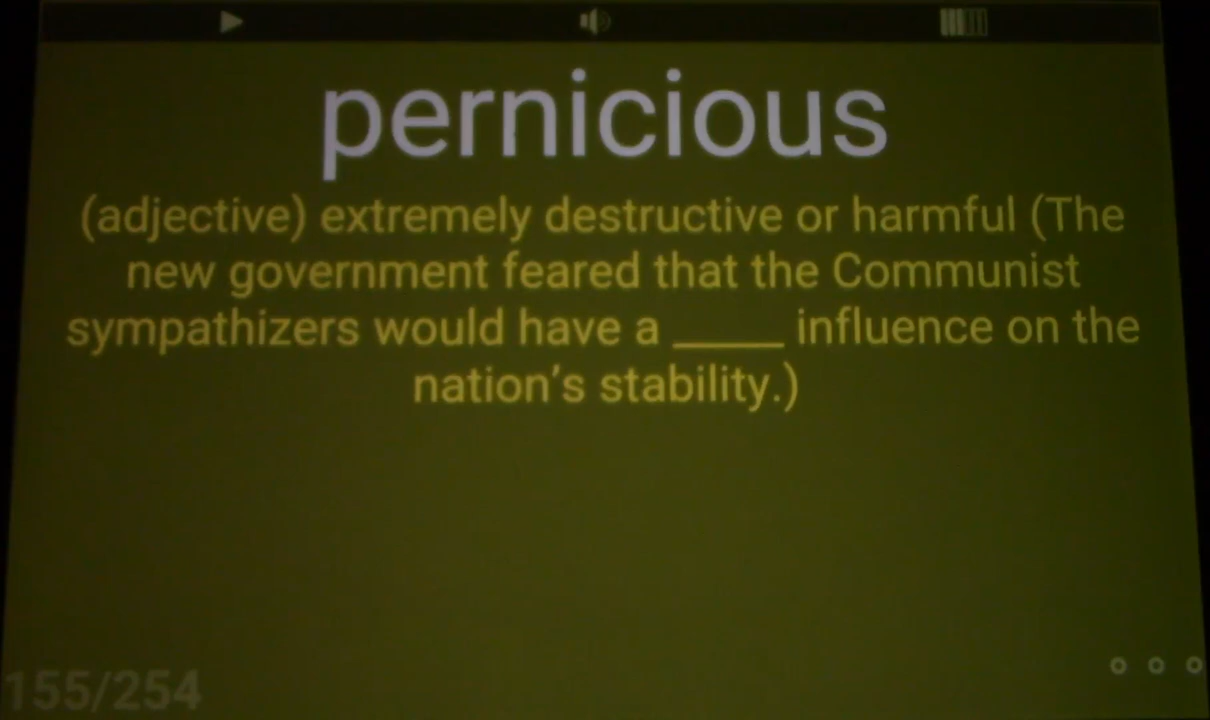 pernicious
(adjective) extremely destructive or harmful (The
new government feared that the Communist
sympathizers would have a _____ influence on the
nation's stability.)
155/254